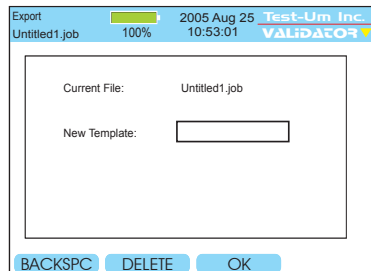 Export 2005 Aug 25 Test-Um Inc.
Untitled1.job 100% 10:53:01 VALIDATOR
Current File: Untitled1.job
New Template:
BACKSPC DELETE OK